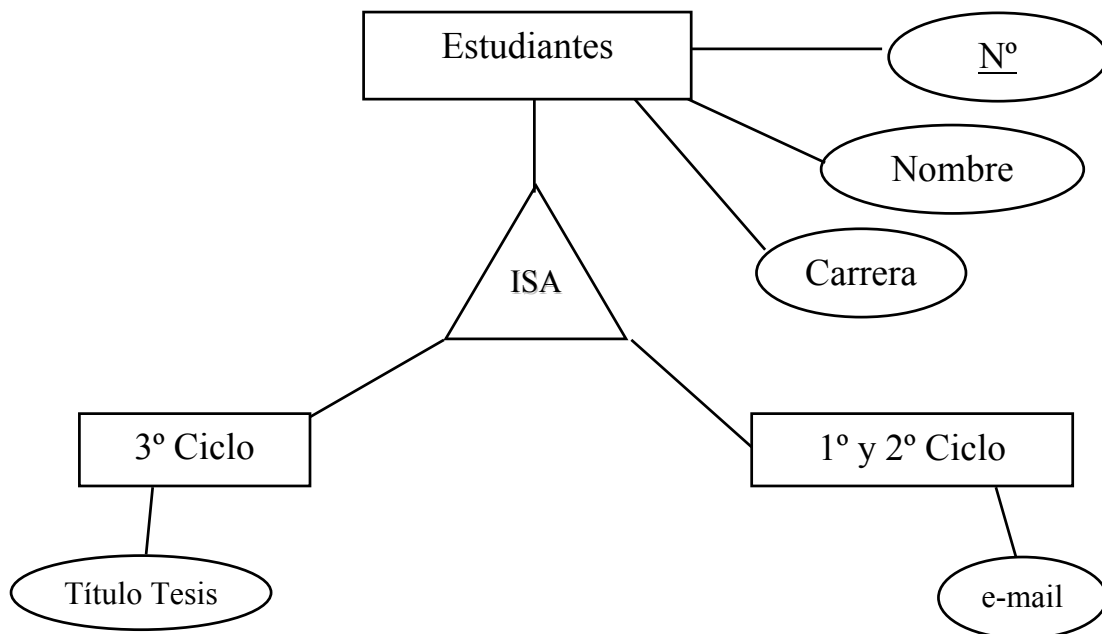 Estudiantes
Nº
Nombre
Carrera
ISA
3º Ciclo
1º y 2º Ciclo
Título Tesis
e-mail